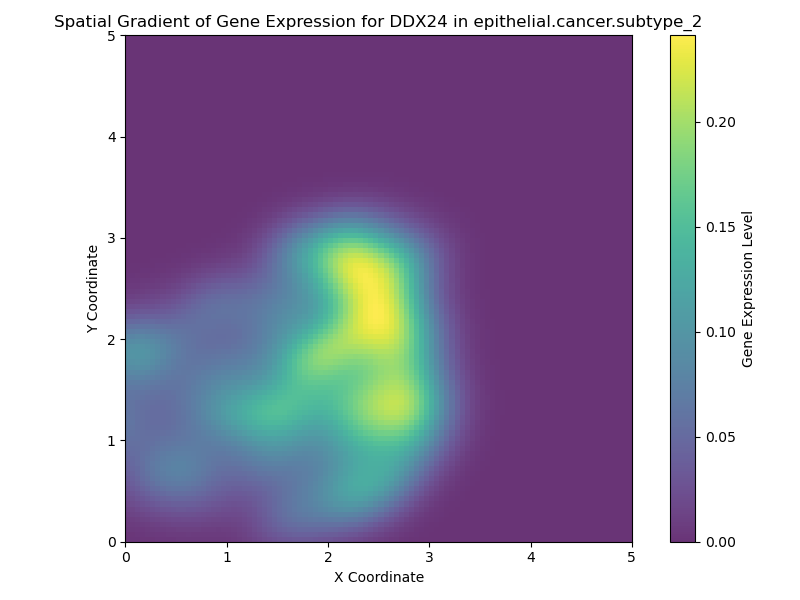 Spatial Gradient of Gene Expression for DDX24 in epithelial.cancer.subtype_2
5
4
3
2
1
0
Y Coordinate
0 1 2 3 4 5
X Coordinate
0.20
0.15
0.10
0.05
0.00
Gene Expression Level